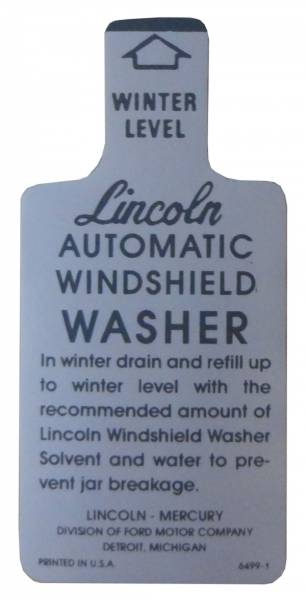 WINTER
LEVEL
Lincoln
AUTOMATIC
WINDSHIELD
WASHER
In winter drain and refill up
to winter level with the
recommended amount of
Lincoln Windshield Washer
Solvent and water to pre-
vent jar breakage.
LINCOLN - MERCURY
DIVISION OF FORD MOTOR COMPANY
DETROIT, MICHIGAN
PRINTED IN U.S.A. 6499-1